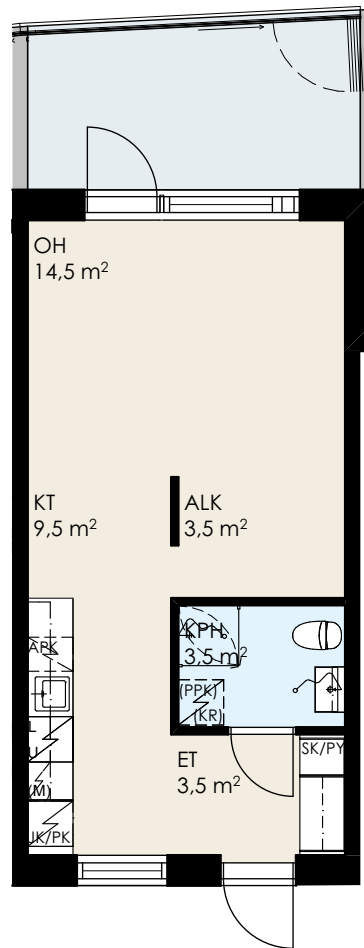 OH
14,5 m²
KT
9,5 m²
ALK
3,5 m²
APK
KPH
3,5 m²
(PPK)
(KR)
L
U
(M)
JK/PK
ET
3,5 m²
SK/PY